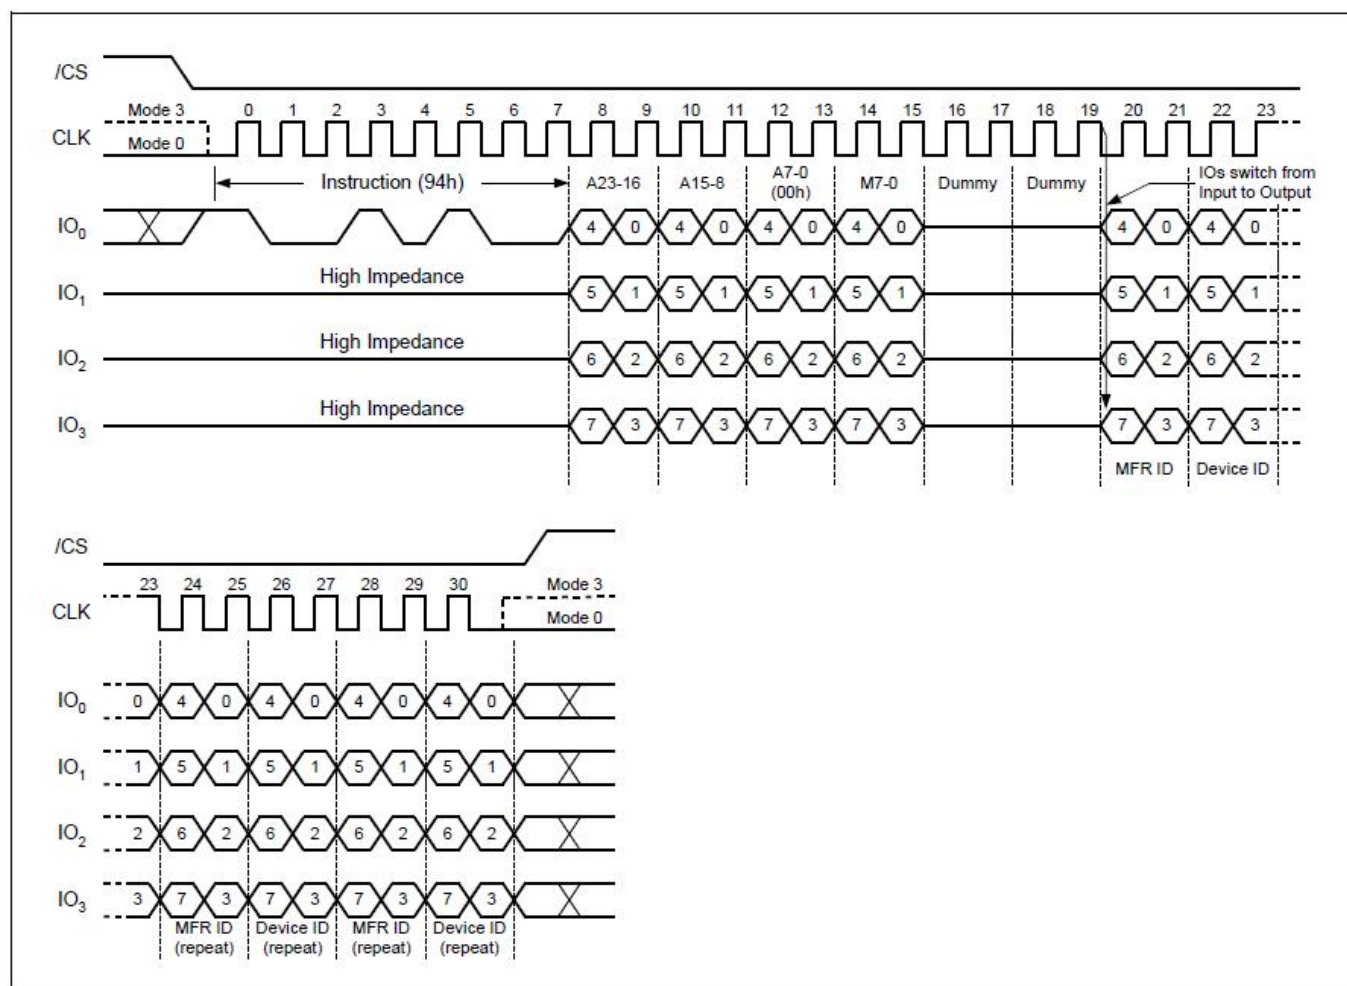 /CS
Mode 3 0 1 2 3 4 5 6 7 8 9 10 11 12 13 14 15 16 17 18 19 20 21 22 23
CLK
Mode 0
Instruction (94h) A23-16 A15-8 A7-0 (00h) M7-0 Dummy Dummy
IOs switch from
Input to Output
IO0 4 0 4 0 4 0 4 0 4 0 4 0
High Impedance
IO1 5 1 5 1 5 1 5 1 5 1 5 1
High Impedance
IO2 6 2 6 2 6 2 6 2 6 2 6 2
High Impedance
IO3 7 3 7 3 7 3 7 3 7 3 7 3
MFR ID Device ID
/CS
23 24 25 26 27 28 29 30 Mode 3
CLK
Mode 0
IO0 0 4 0 4 0 4 0 4 0
IO1 1 5 1 5 1 5 1 5 1
IO2 2 6 2 6 2 6 2 6 2
IO3 3 7 3 7 3 7 3 7 3
MFR ID Device ID MFR ID Device ID
(repeat) (repeat) (repeat) (repeat)